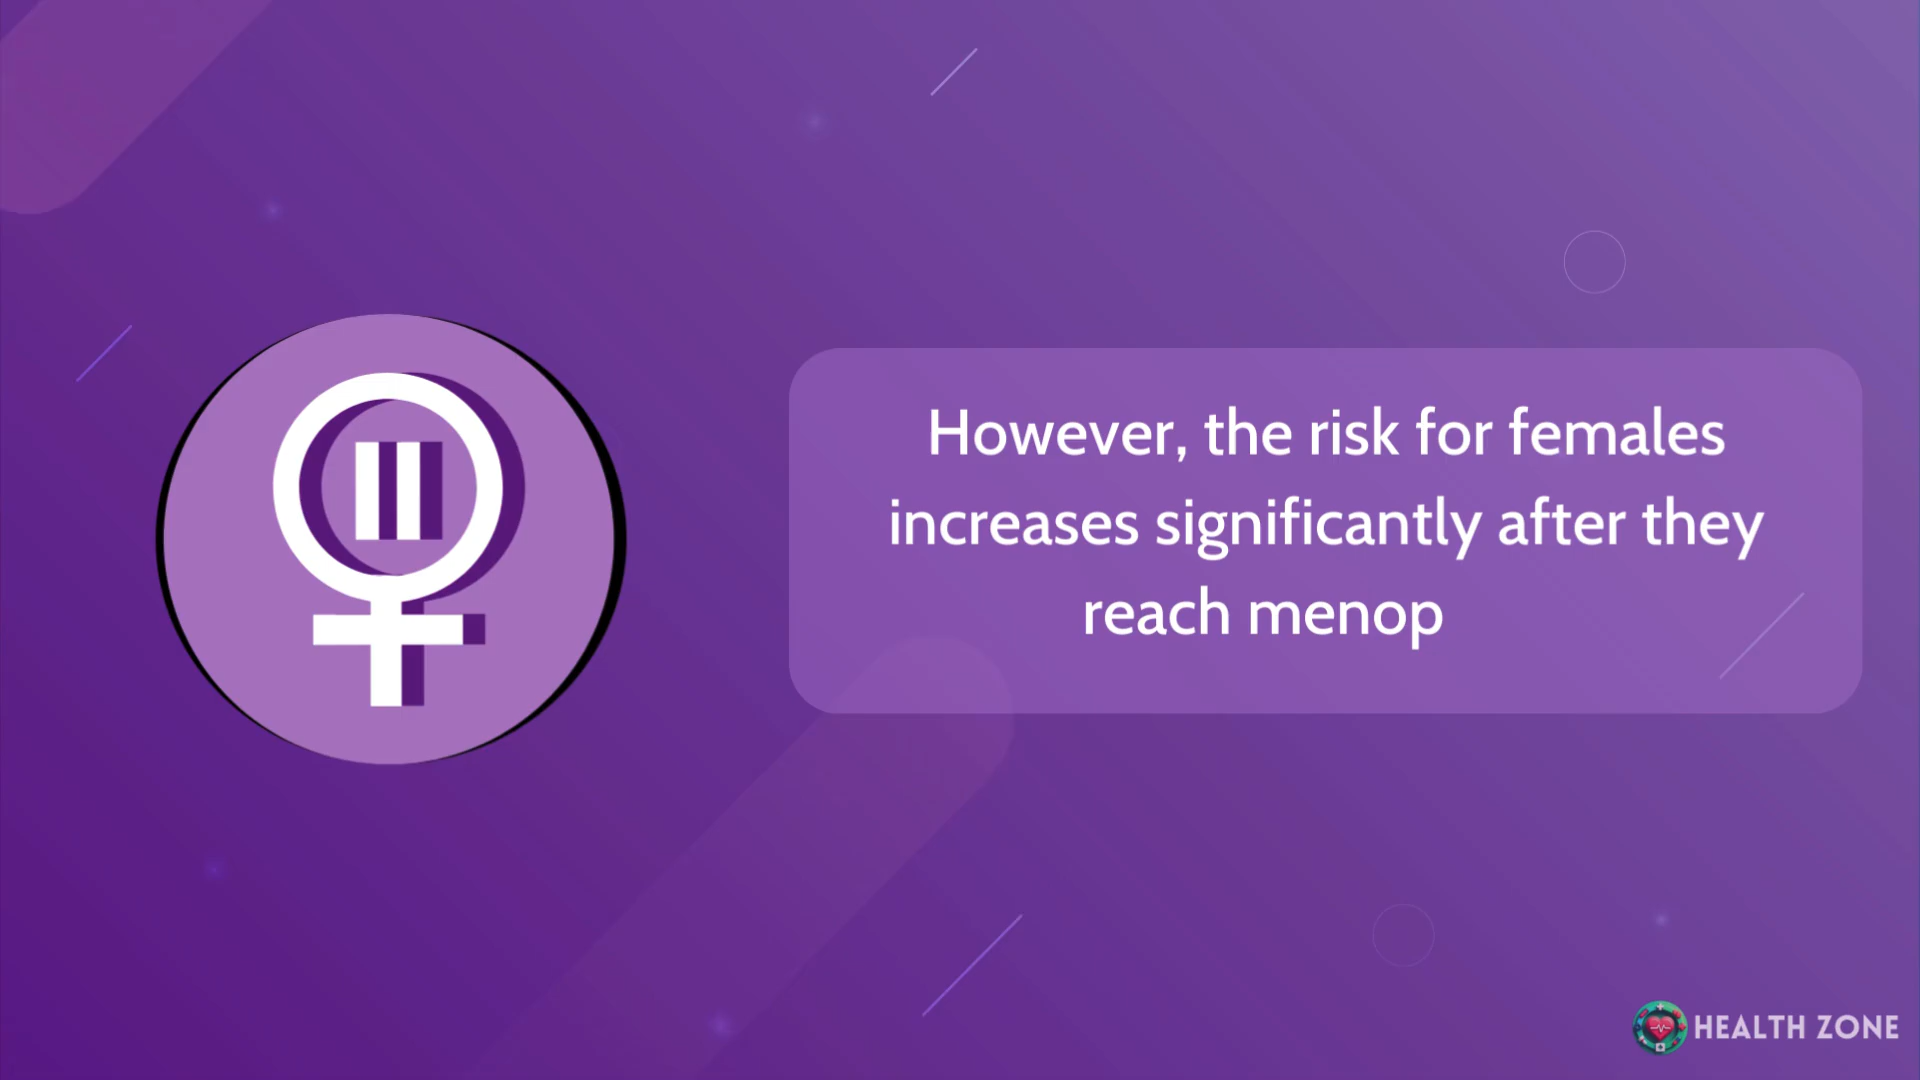 However, the risk for females
increases significantly after they
reach menop
HEALTH ZONE